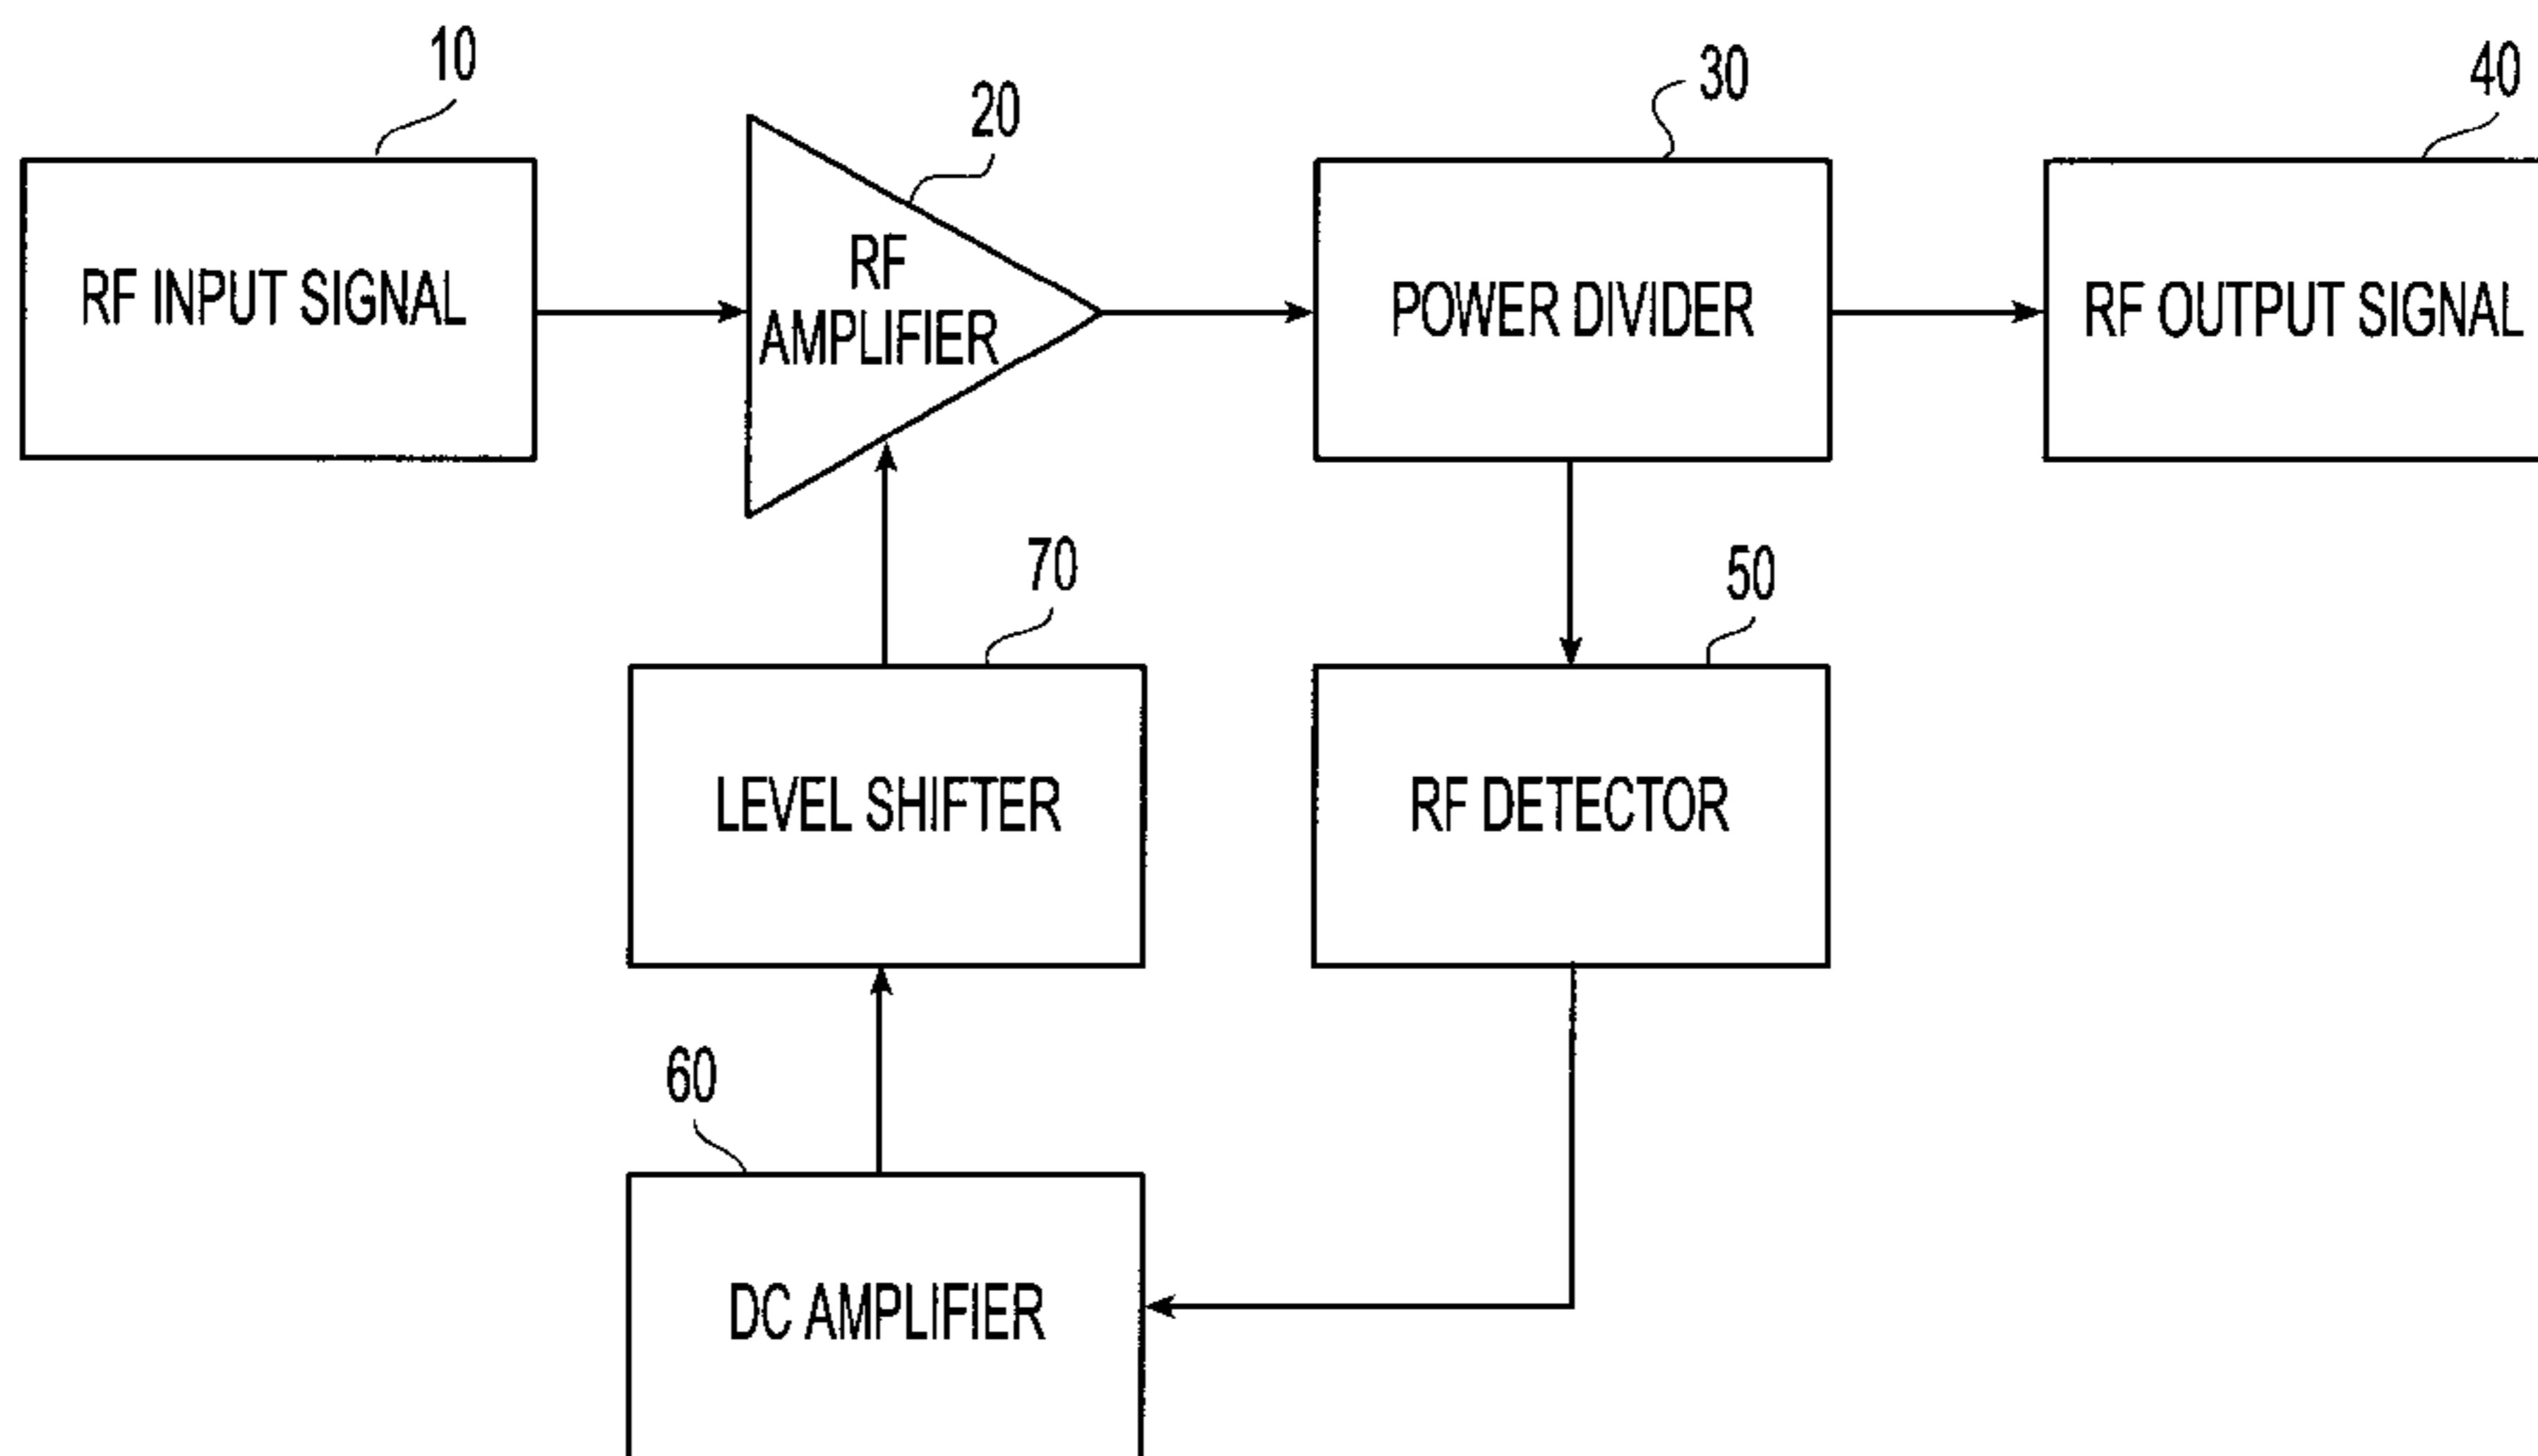 10
20
30
40
RF INPUT SIGNAL
RF
AMPLIFIER
POWER DIVIDER
RF OUTPUT SIGNAL
70
50
LEVEL SHIFTER
RF DETECTOR
60
DC AMPLIFIER